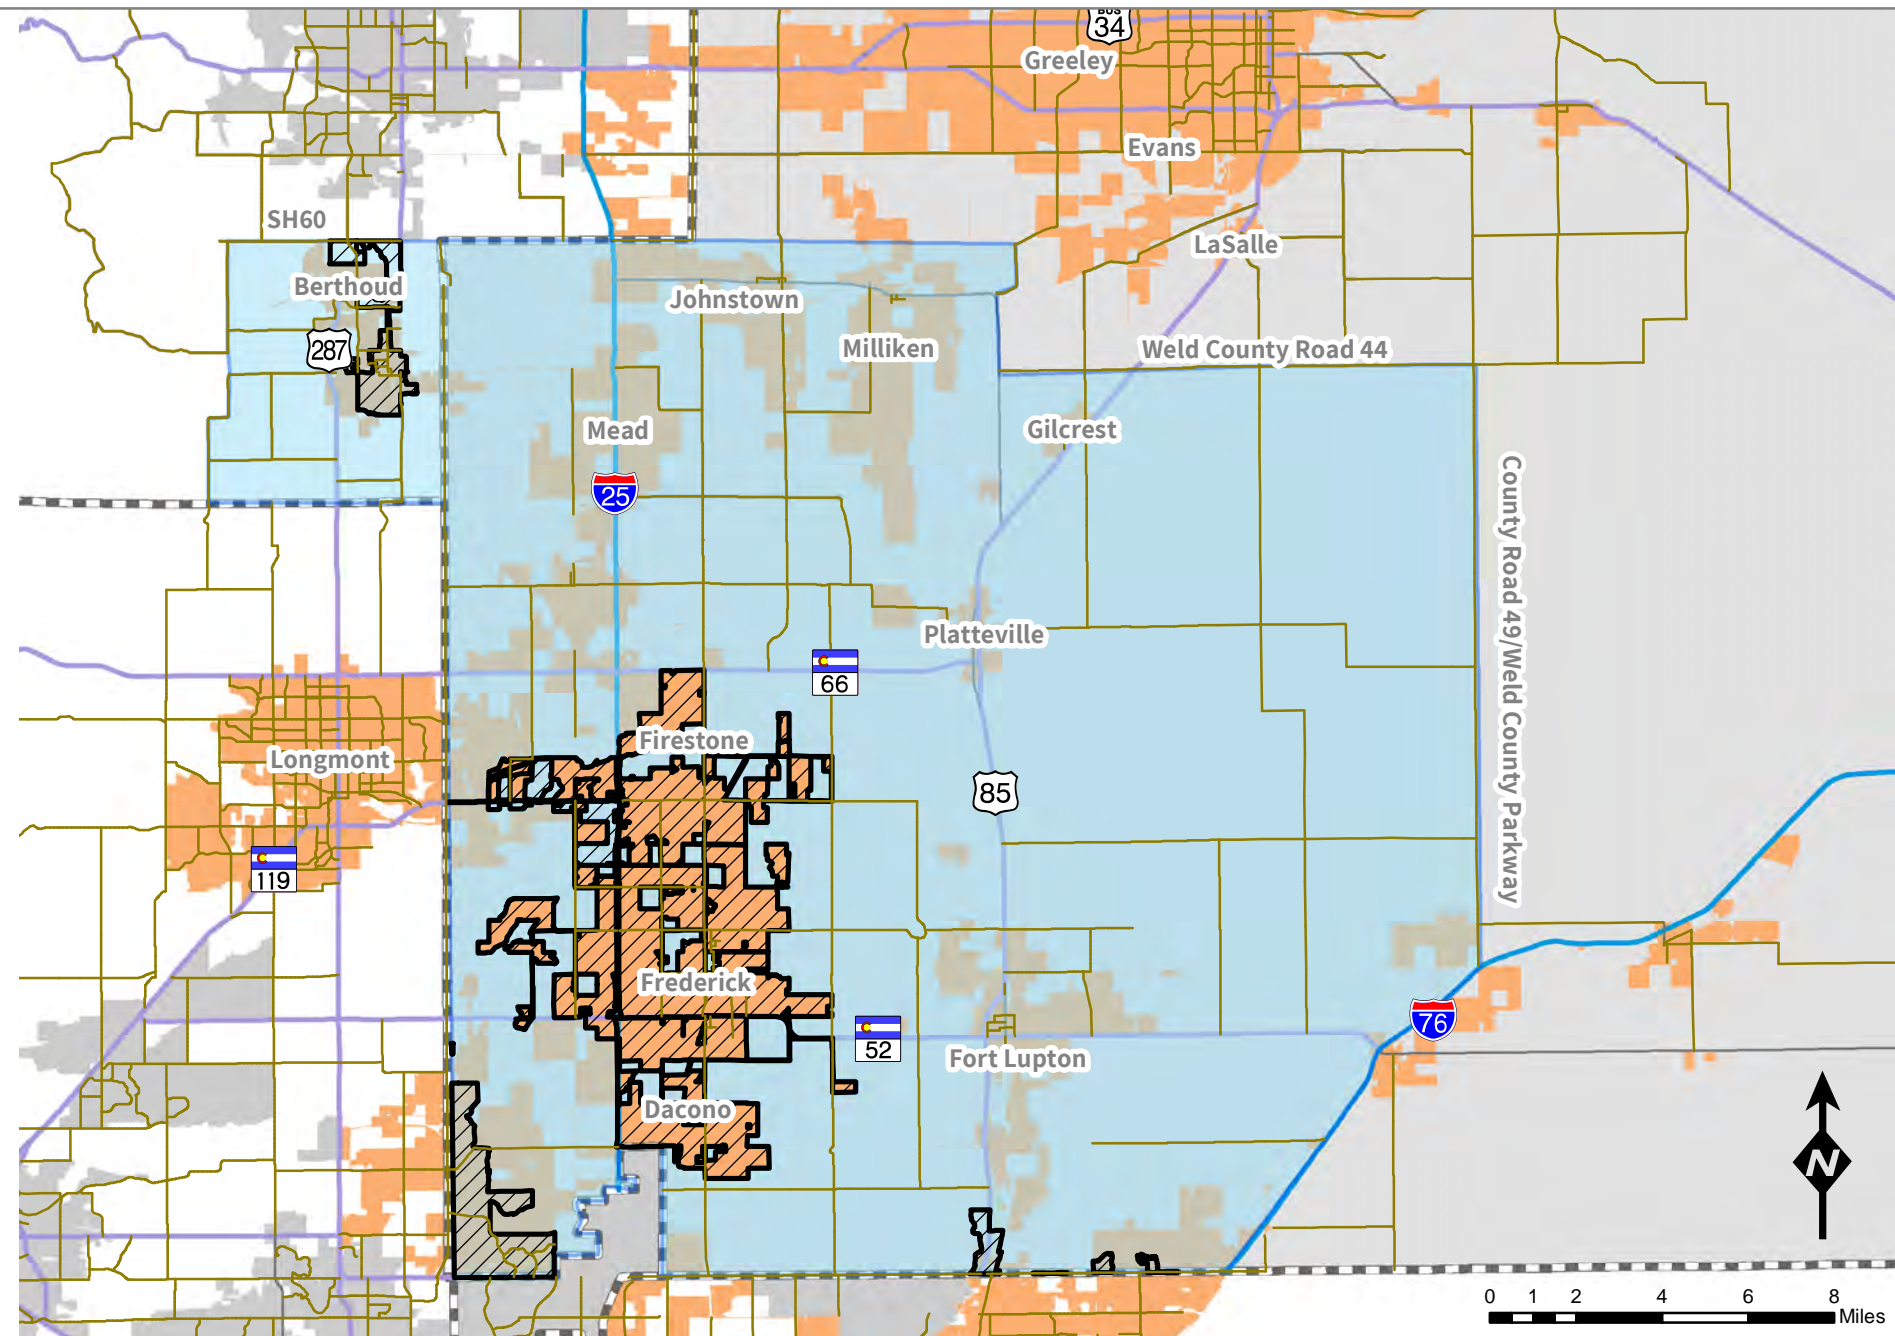 BUS
34
Greeley
Evans
SH60
LaSalle
Berthoud
Johnstown
287
Milliken
Weld County Road 44
Mead
Gilcrest
25
County Road 49/Weld County Parkway
Platteville
66
Firestone
Longmont
85
119
Frederick
76
52
Fort Lupton
Dacono
N
0 1 2 4 6 8
Miles